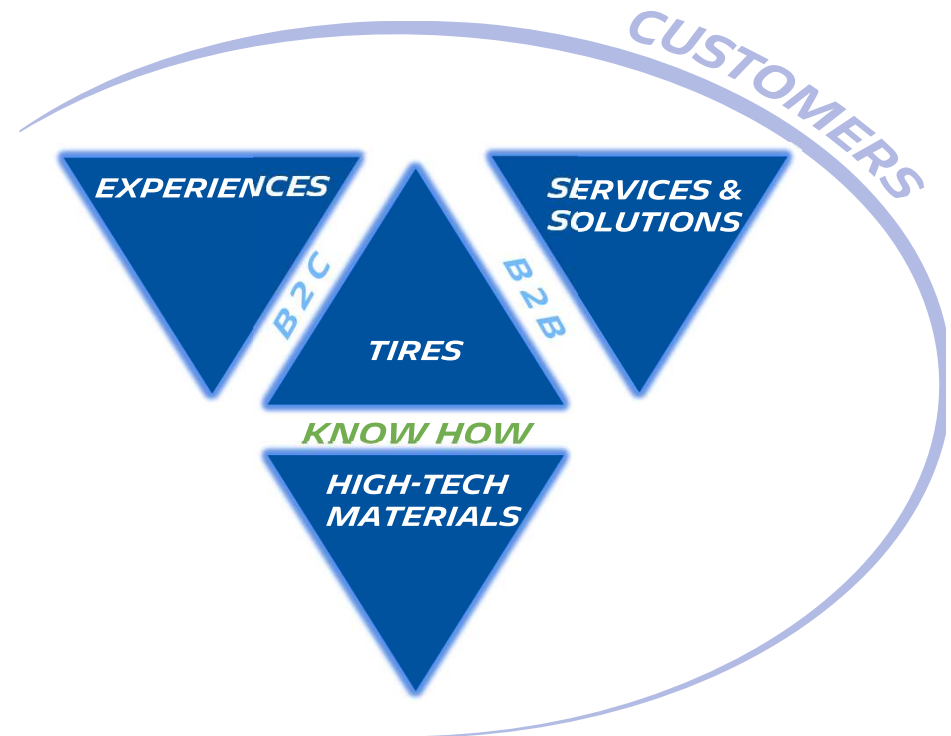 CUSTOMERS
EXPERIENCES
SERVICES &
SOLUTIONS
B2C
B2B
TIRES
KNOW HOW
HIGH-TECH
MATERIALS